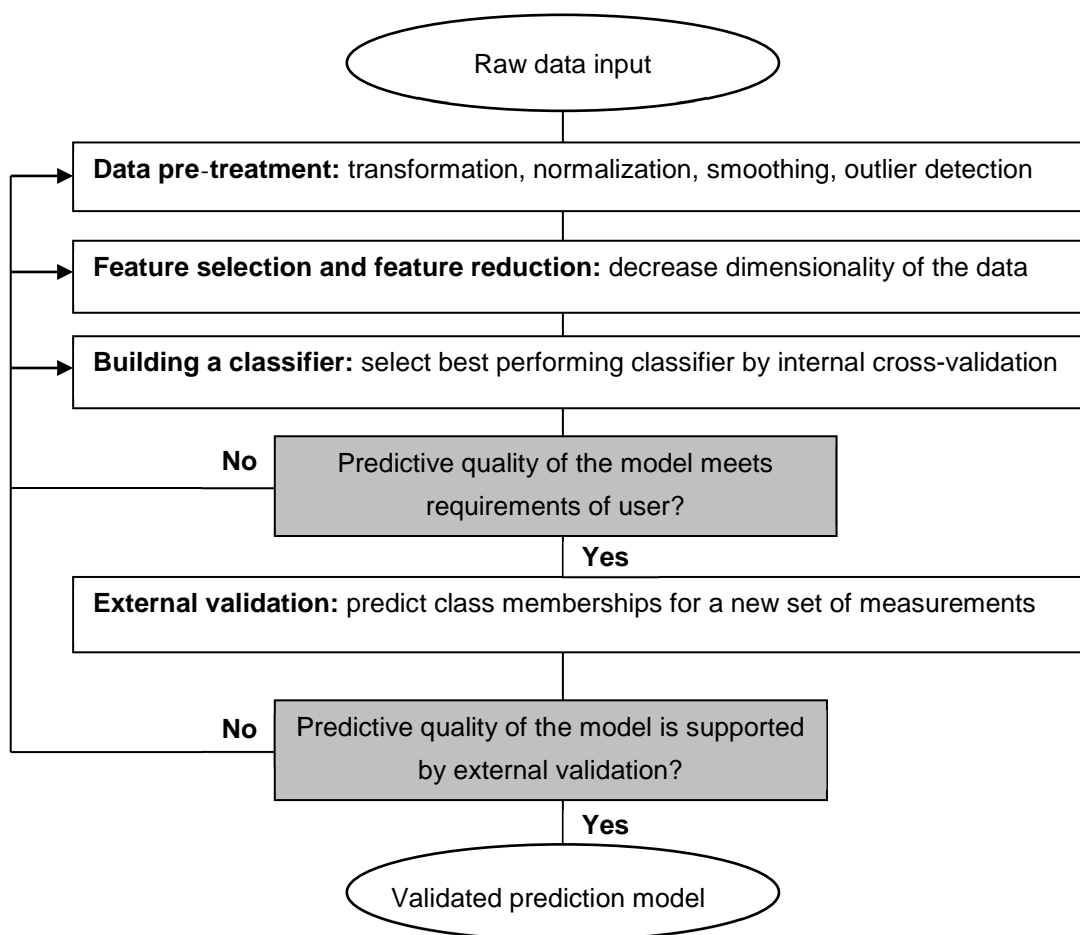 Raw data input
Data pre-treatment: transformation, normalization, smoothing, outlier detection
Feature selection and feature reduction: decrease dimensionality of the data
Building a classifier: select best performing classifier by internal cross-validation
No
Predictive quality of the model meets
requirements of user?
Yes
External validation: predict class memberships for a new set of measurements
No
Predictive quality of the model is supported
by external validation?
Yes
Validated prediction model